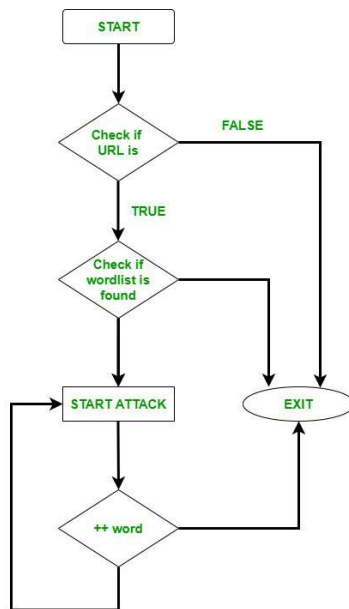 START
Check if
URL is
FALSE
TRUE
Check if
wordlist is
found
START ATTACK
EXIT
++ word